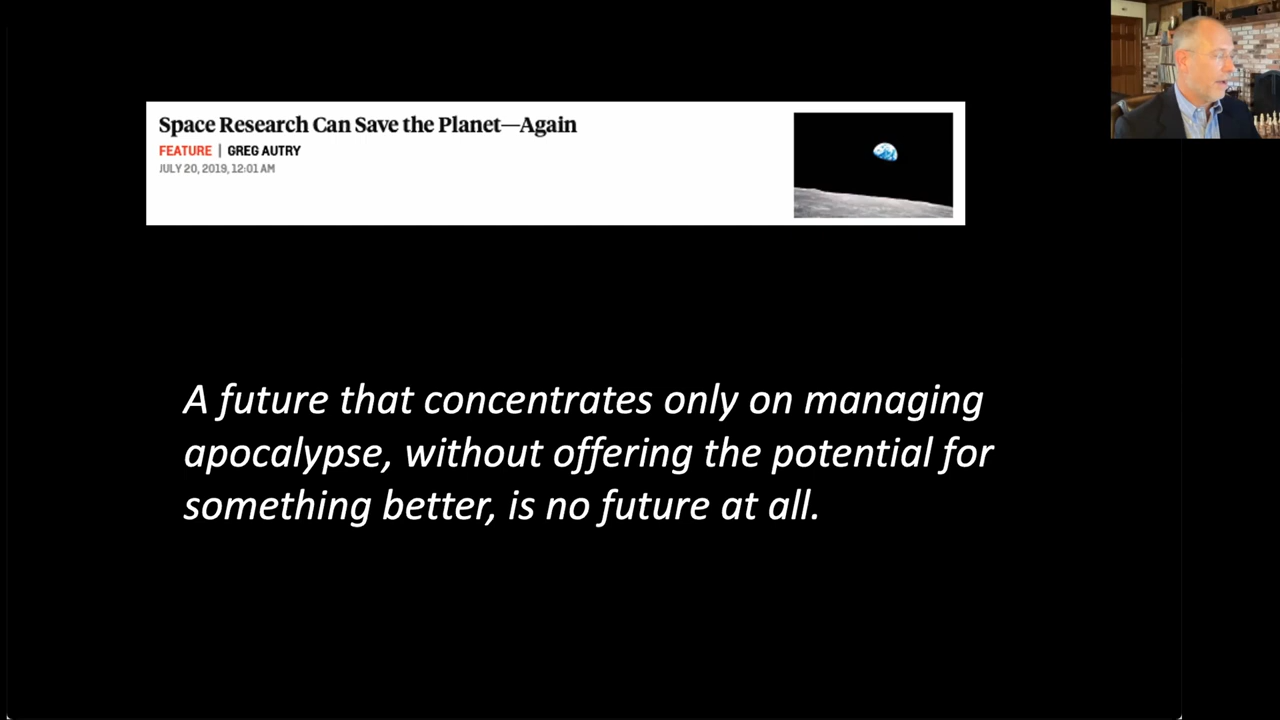 Space Research Can Save the Planet—Again
FEATURE | GREG AUTRY
JULY 20, 2019, 12:01 AM
A future that concentrates only on managing
apocalypse, without offering the potential for
something better, is no future at all.